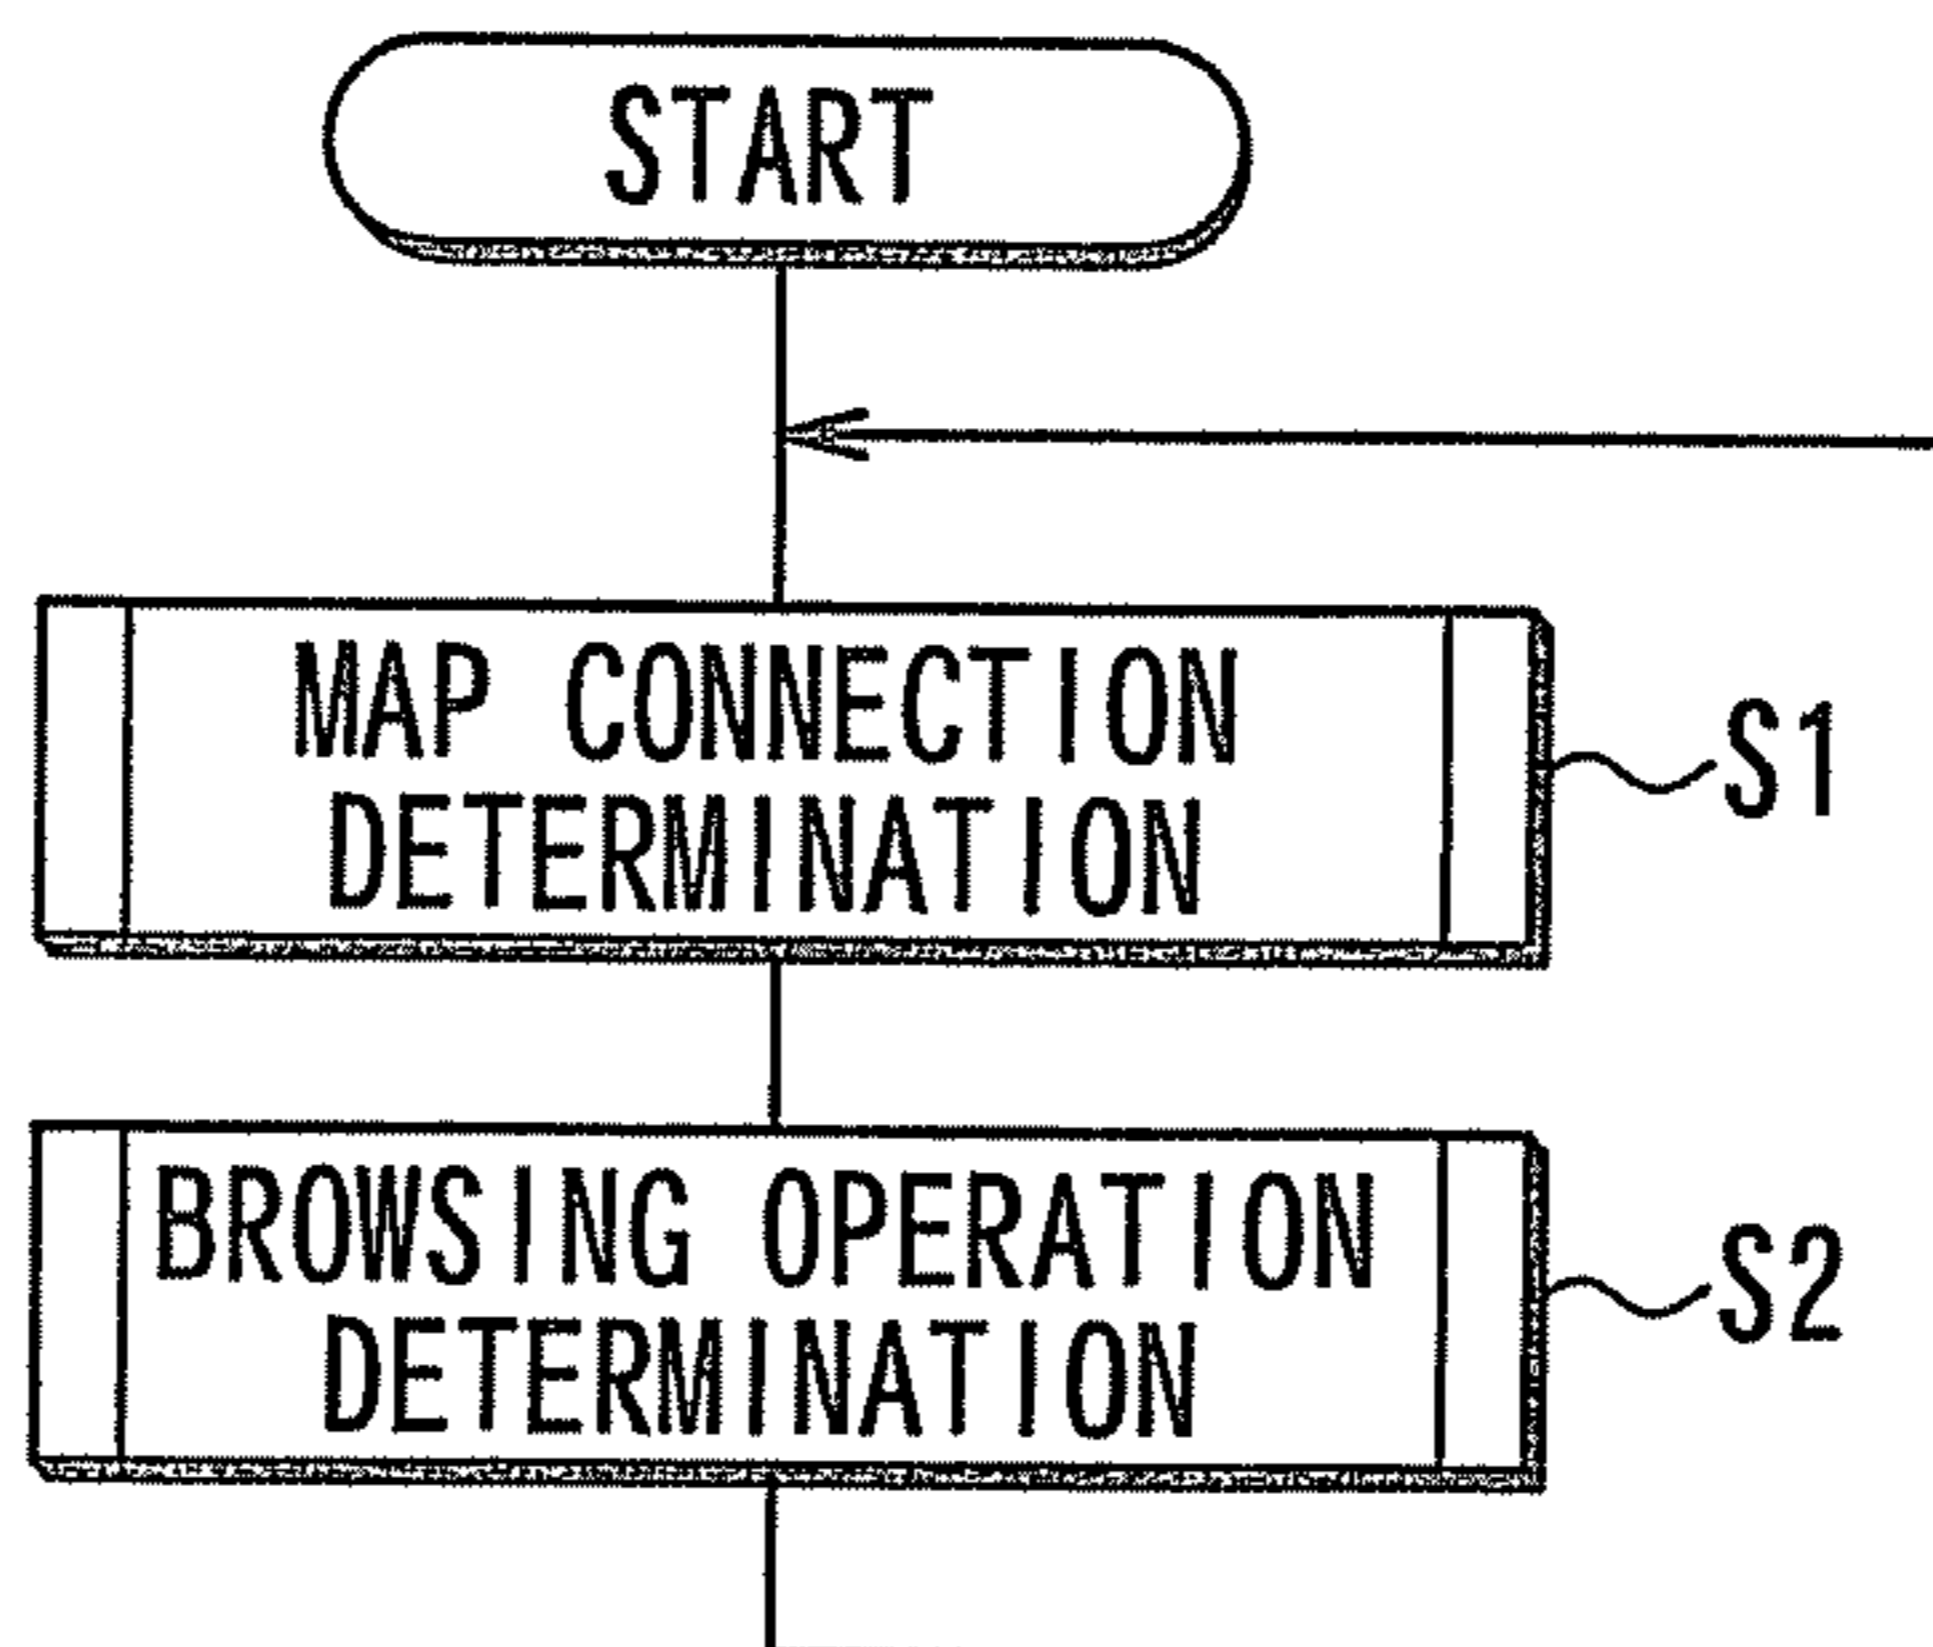 START
MAP CONNECTION
DETERMINATION
S1
BROWSING OPERATION
DETERMINATION
S2